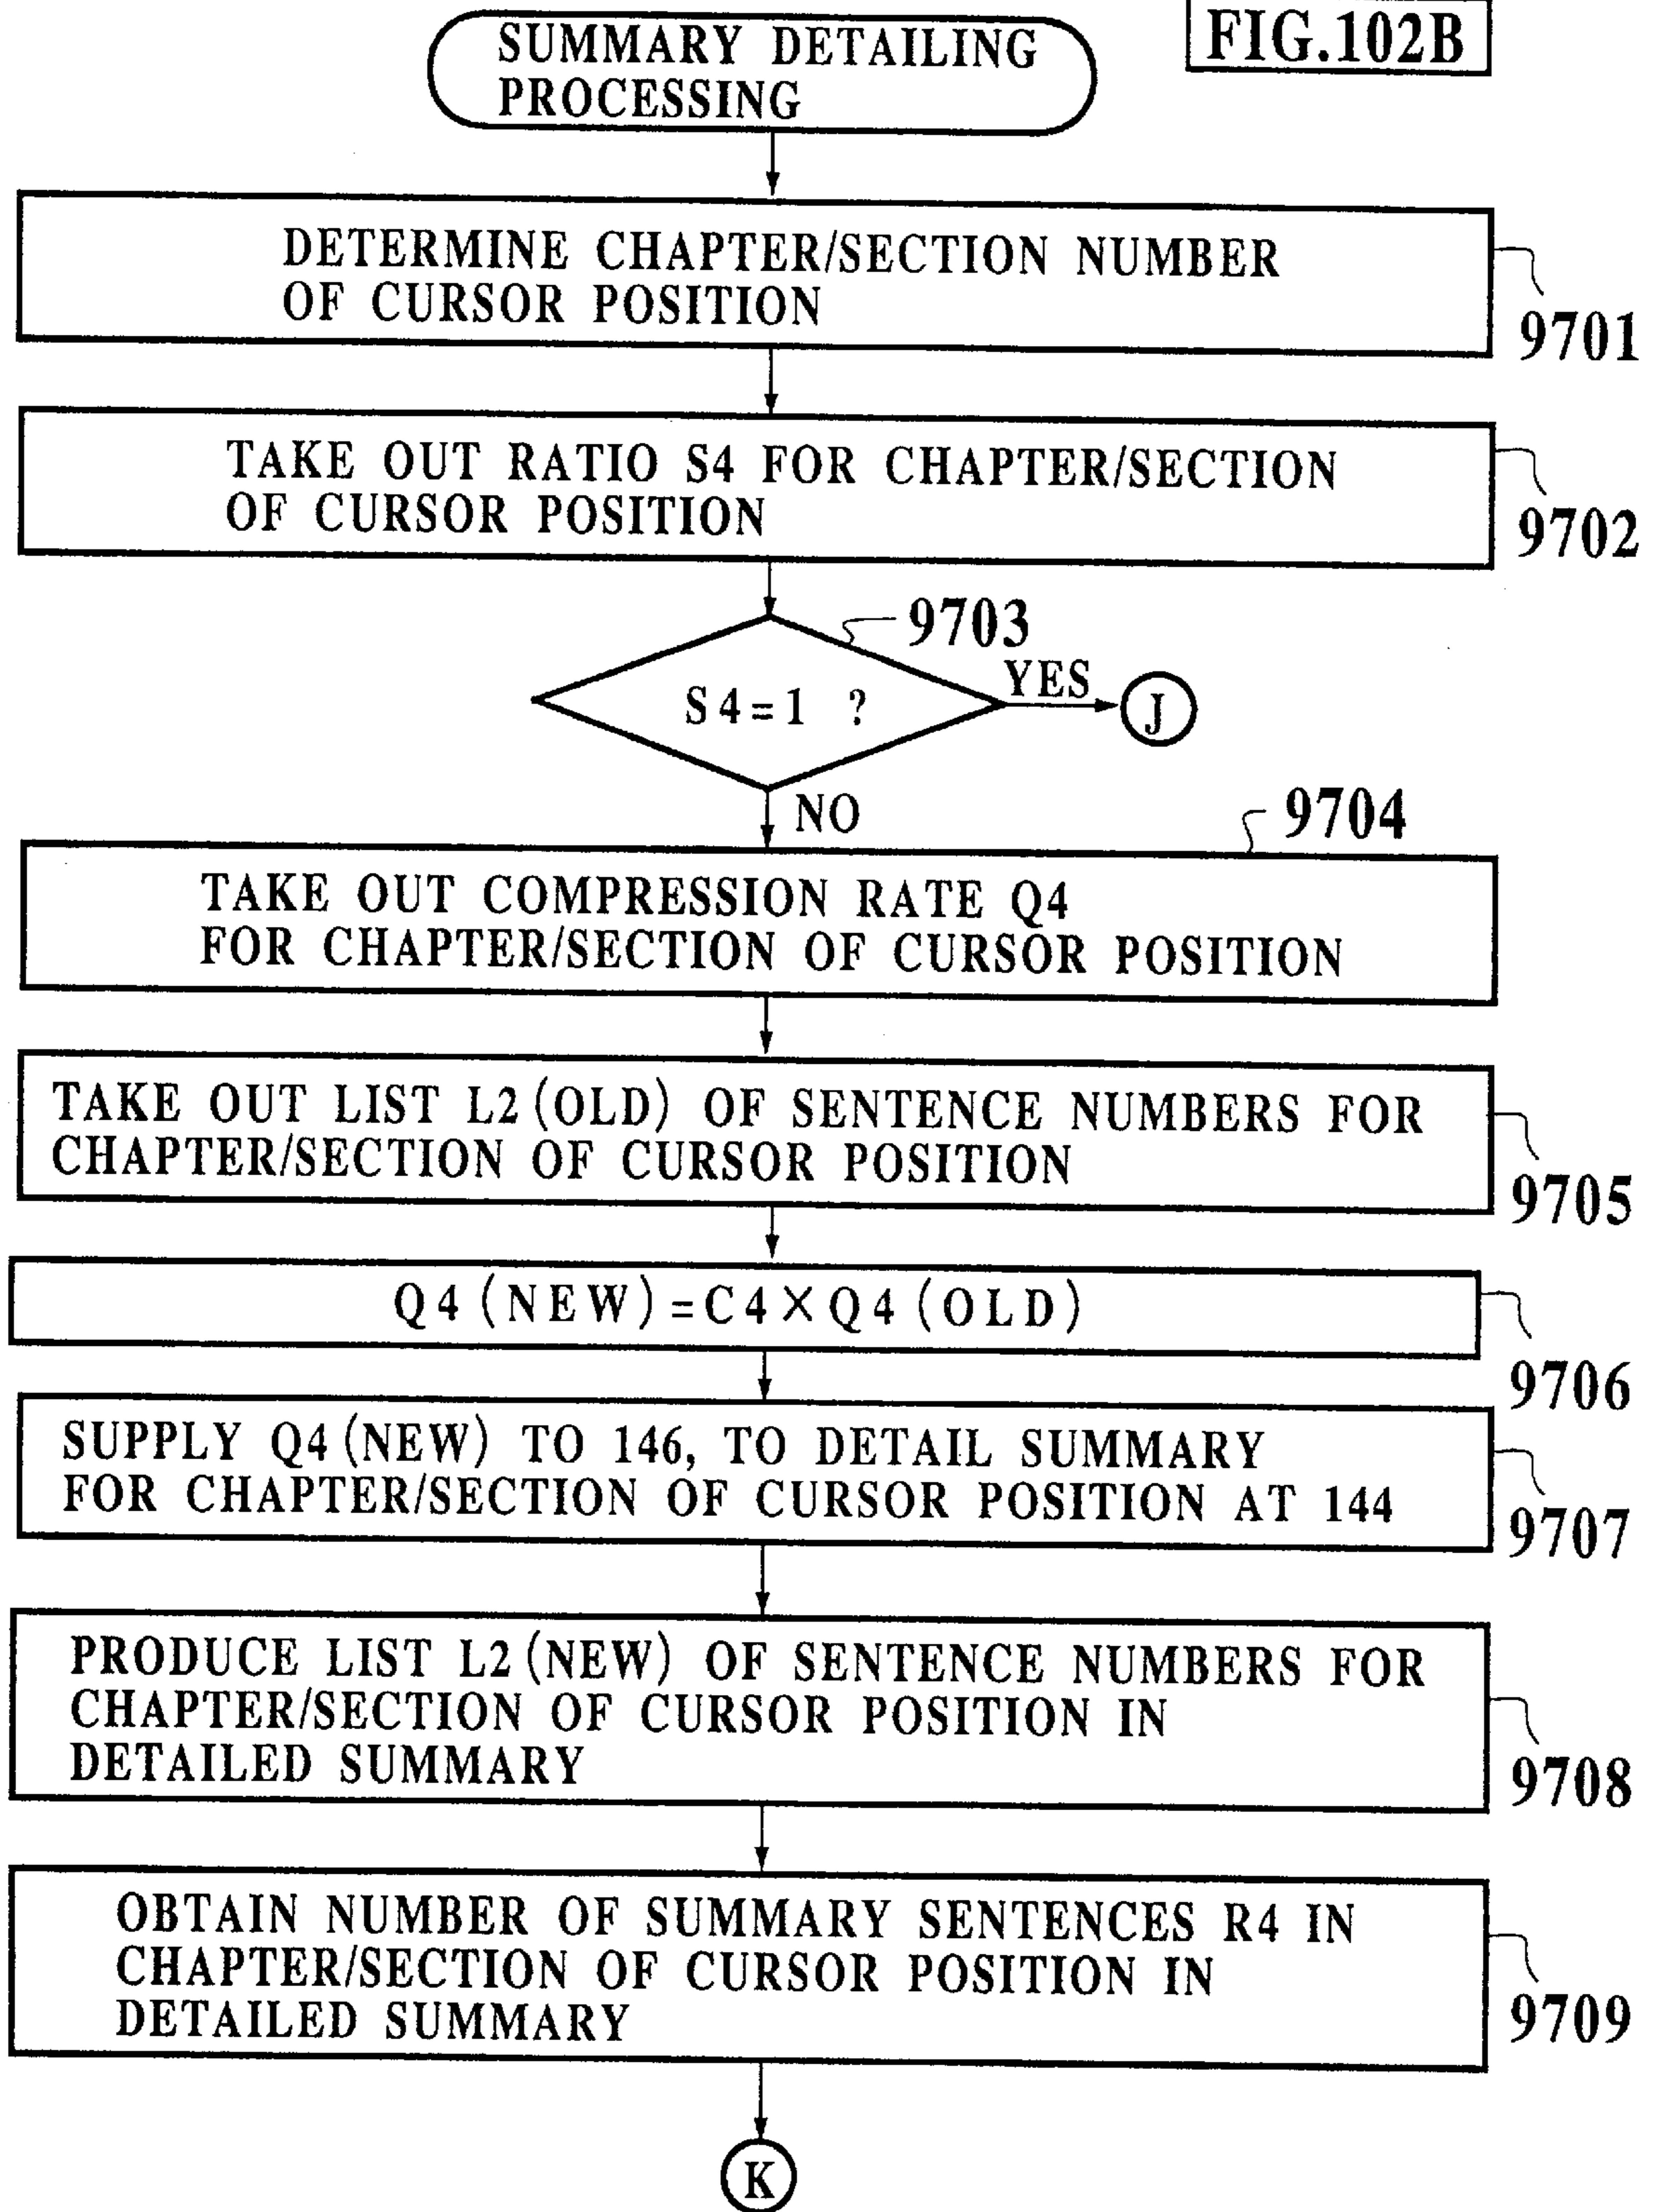 FIG.102B
SUMMARY DETAILING
PROCESSING
DETERMINE CHAPTER/SECTION NUMBER
OF CURSOR POSITION
9701
TAKE OUT RATIO S4 FOR CHAPTER/SECTION
OF CURSOR POSITION
9702
9703
S4=1 ?
YES
J
NO
9704
TAKE OUT COMPRESSION RATE Q4
FOR CHAPTER/SECTION OF CURSOR POSITION
TAKE OUT LIST L2(OLD) OF SENTENCE NUMBERS FOR
CHAPTER/SECTION OF CURSOR POSITION
9705
Q4(NEW)=C4×Q4(OLD)
9706
SUPPLY Q4(NEW) TO 146, TO DETAIL SUMMARY
FOR CHAPTER/SECTION OF CURSOR POSITION AT 144
9707
PRODUCE LIST L2(NEW) OF SENTENCE NUMBERS FOR
CHAPTER/SECTION OF CURSOR POSITION IN
DETAILED SUMMARY
9708
OBTAIN NUMBER OF SUMMARY SENTENCES R4 IN
CHAPTER/SECTION OF CURSOR POSITION IN
DETAILED SUMMARY
9709
K